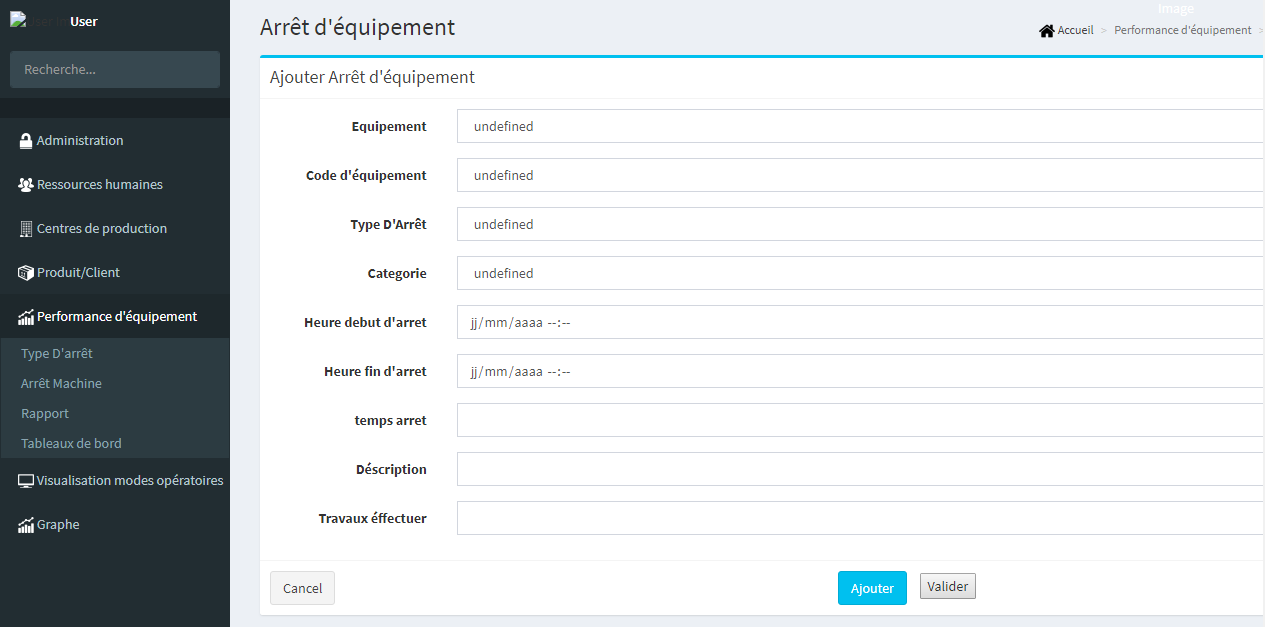 User
Image
Arrêt d'équipement
Accueil > Performance d'équipement >
Recherche...
Ajouter Arrêt d'équipement
Administration
Ressources humaines
Centres de production
Produit/Client
Performance d'équipement
Type D'arrêt
Arrêt Machine
Rapport
Tableaux de bord
Visualisation modes opératoires
Graphe
Equipement undefined
Code d'équipement undefined
Type D'Arrêt undefined
Categorie undefined
Heure debut d'arret jj/mm/aaaa --:--
Heure fin d'arret jj/mm/aaaa --:--
temps arret
Déscription
Travaux éffectuer
Cancel
Ajouter
Valider